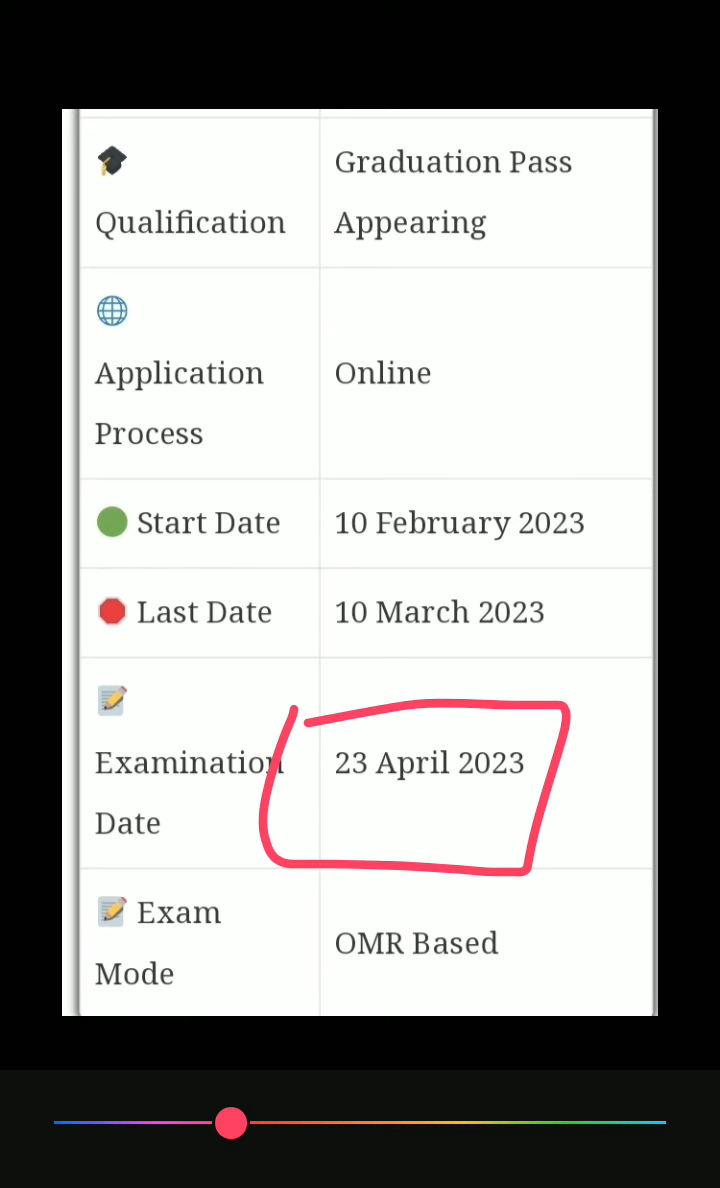 Qualification
Graduation Pass
Appearing
Application
Process
Online
Start Date
10 February 2023
Last Date
10 March 2023
Examination
Date
23 April 2023
Exam
Mode
OMR Based